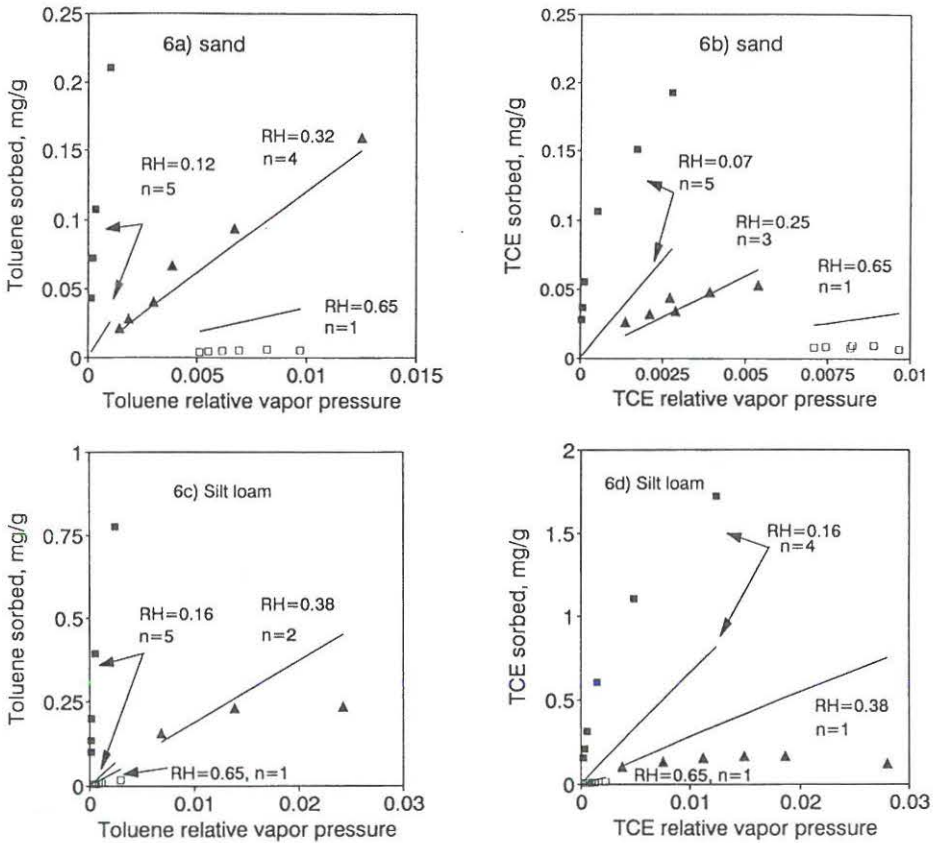 6a) sand
0.25
0.2
0.15
0.1
0.05
0
Toluene sorbed, mg/g
RH=0.12
n=5
RH=0.32
n=4
RH=0.65
n=1
0
0.005
0.01
0.015
Toluene relative vapor pressure
6b) sand
0.25
0.2
0.15
0.1
0.05
0
TCE sorbed, mg/g
RH=0.07
n=5
RH=0.25
n=3
RH=0.65
n=1
0
0.0025
0.005
0.0075
0.01
TCE relative vapor pressure
6c) Silt loam
1
0.75
0.5
0.25
0
Toluene sorbed, mg/g
RH=0.16
n=5
RH=0.38
n=2
RH=0.65, n=1
0
0.01
0.02
0.03
Toluene relative vapor pressure
6d) Silt loam
2
1.5
1
0.5
0
TCE sorbed, mg/g
RH=0.16
n=4
RH=0.38
n=1
RH=0.65, n=1
0
0.01
0.02
0.03
TCE relative vapor pressure